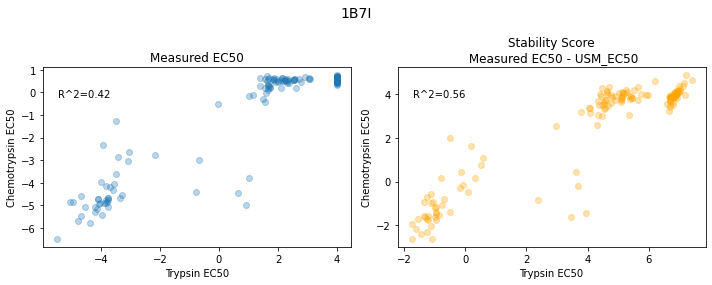 1B7I
Measured EC50
R^2=0.42
Chemotrypsin EC50
1
0
−1
−2
−3
−4
−5
−6
−4
−2
0
2
4
Trypsin EC50
Stability Score
Measured EC50 - USM_EC50
R^2=0.56
Chemotrypsin EC50
4
2
0
−2
−2
0
2
4
6
Trypsin EC50